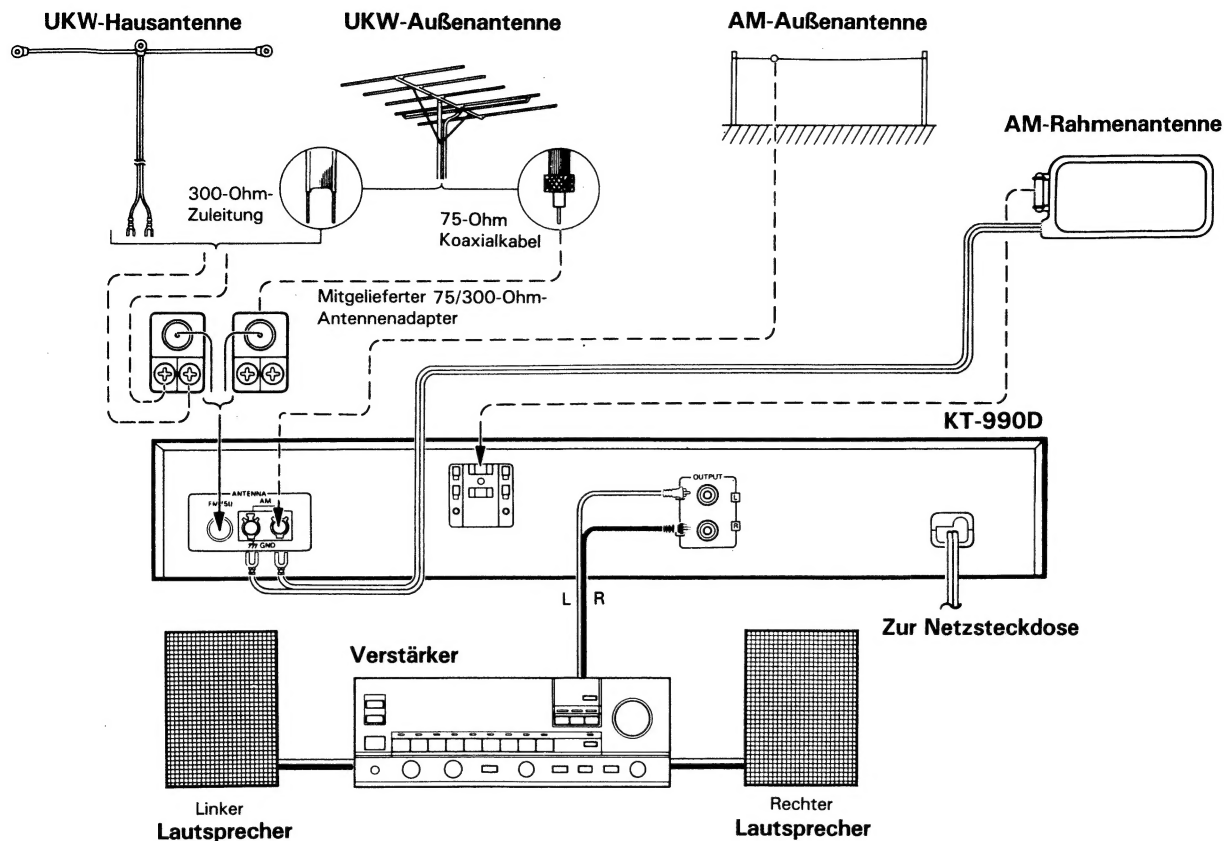 UKW-Hausantenne
UKW-Außenantenne
AM-Außenantenne
AM-Rahmenantenne
300-Ohm-
Zuleitung
75-Ohm
Koaxialkabel
Mitgelieferter 75/300-Ohm-
Antennenadapter
KT-990D
ANTENNA
AM
GND
OUTPUT
L
R
L R
Zur Netzsteckdose
Verstärker
Linker
Lautsprecher
Rechter
Lautsprecher